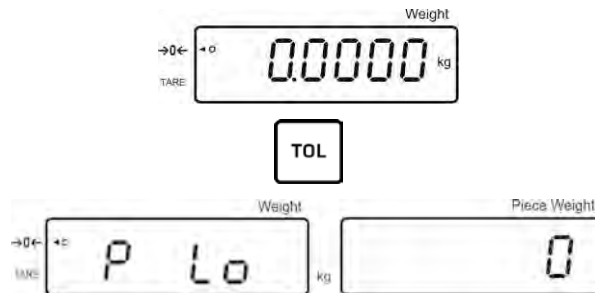 Weight
→0← ◂o 0.0000 kg
TARE
TOL
Weight Piece Weight
→0← ◂o P Lo kg 0
TARE